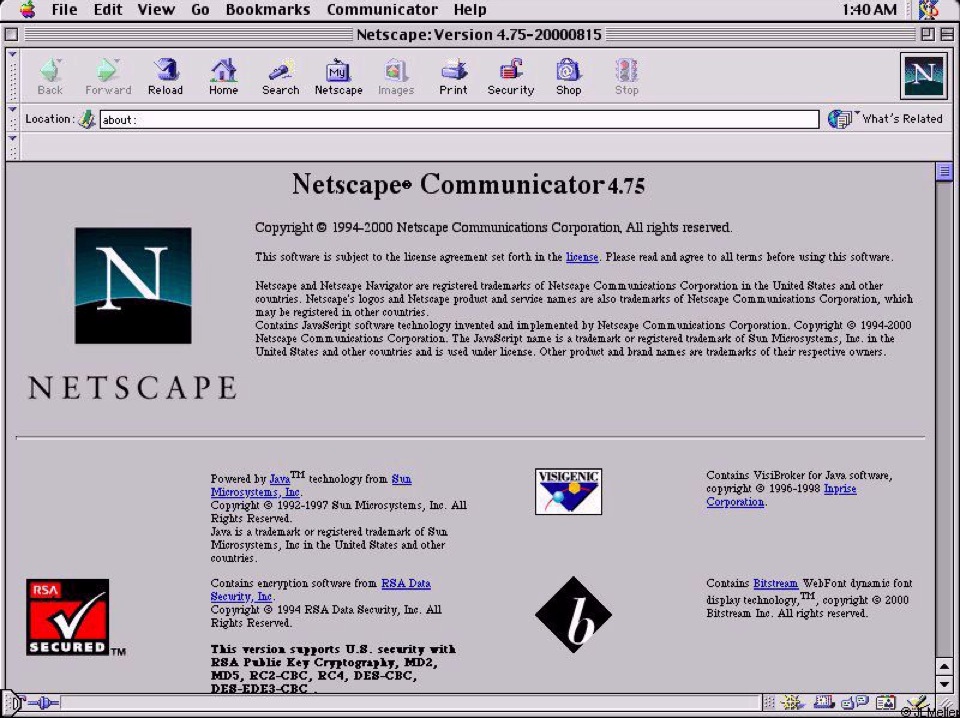 File Edit View Go Bookmarks Communicator Help 1:40 AM
Netscape: Version 4.75-20000815
Back Forward Reload Home Search Netscape Images Print Security Shop Stop
My
N
Location: about: What's Related
Netscape® Communicator 4.75
Copyright © 1994-2000 Netscape Communications Corporation, All rights reserved.
This software is subject to the license agreement set forth in the license. Please read and agree to all terms before using this software.
Netscape and Netscape Navigator are registered trademarks of Netscape Communications Corporation in the United States and other
countries. Netscape's logos and Netscape product and service names are also trademarks of Netscape Communications Corporation, which
may be registered in other countries.
Contains JavaScript software technology invented and implemented by Netscape Communications Corporation. Copyright © 1994-2000
Netscape Communications Corporation. The JavaScript name is a trademark or registered trademark of Sun Microsystems, Inc. in the
United States and other countries and is used under license. Other product and brand names are trademarks of their respective owners.
N
NETSCAPE
Powered by Java™ technology from Sun
Microsystems, Inc.
Copyright © 1992-1997 Sun Microsystems, Inc. All
Rights Reserved.
Java is a trademark or registered trademark of Sun
Microsystems, Inc in the United States and other
countries.
VISIGENIC
Contains VisiBroker for Java software,
copyright © 1996-1998 Inprise
Corporation.
RSA
SECURED™
Contains encryption software from RSA Data
Security, Inc.
Copyright © 1994 RSA Data Security, Inc. All
Rights Reserved.
This version supports U.S. security with
RSA Public Key Cryptography, MD2,
MD5, RC2-CBC, RC4, DES-CBC,
DES-EDE3-CBC .
b
Contains Bitstream WebFont dynamic font
display technology,™, copyright © 2000
Bitstream Inc. All rights reserved.